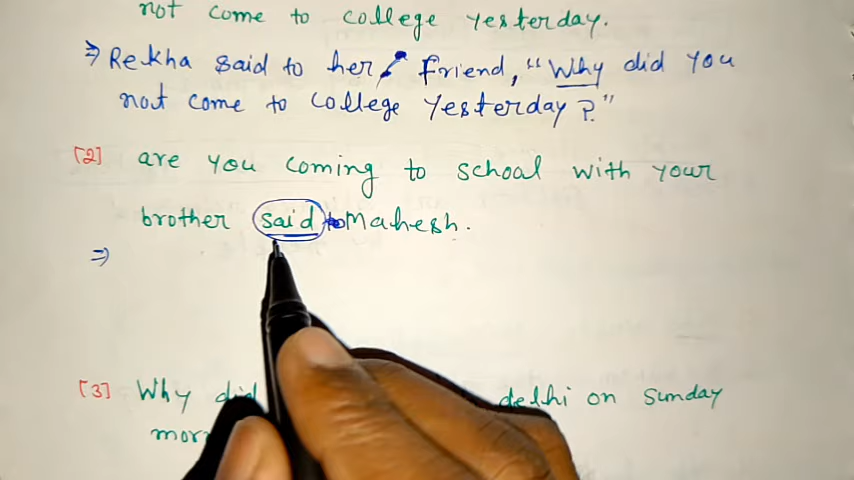 not come to college yesterday.
⇒ Rekha said to her friend, "Why did you
not come to college yesterday?"
[2] are you coming to school with your
brother said to Mahesh.
⇒
[3] Why did delhi on sunday